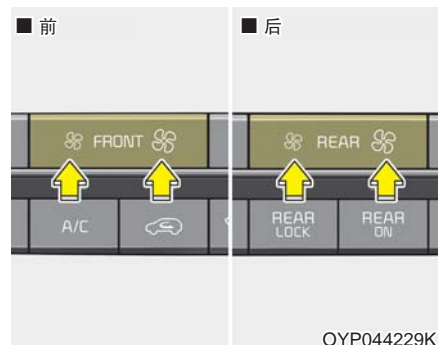 ■ 前
FRONT
A/C
■ 后
REAR
REAR
LOCK
REAR
ON
OYP044229K